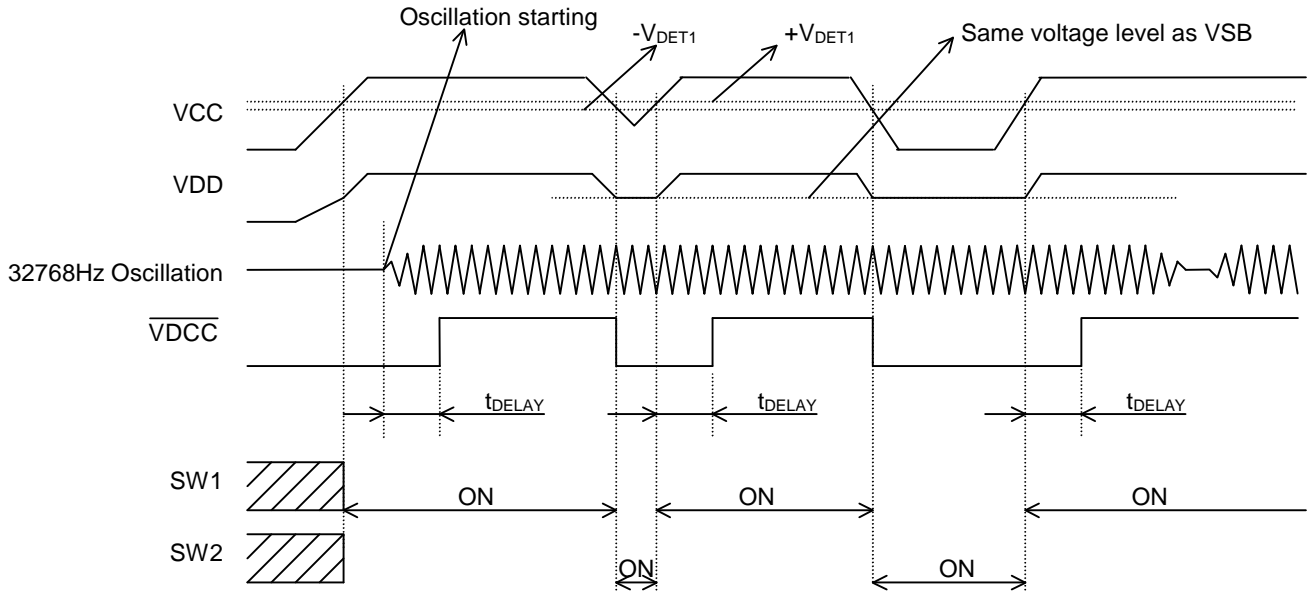 Oscillation starting
-VDET1
+VDET1
Same voltage level as VSB
VCC
VDD
32768Hz Oscillation
VDCC
tDELAY
tDELAY
tDELAY
SW1
ON
ON
ON
SW2
ON
ON